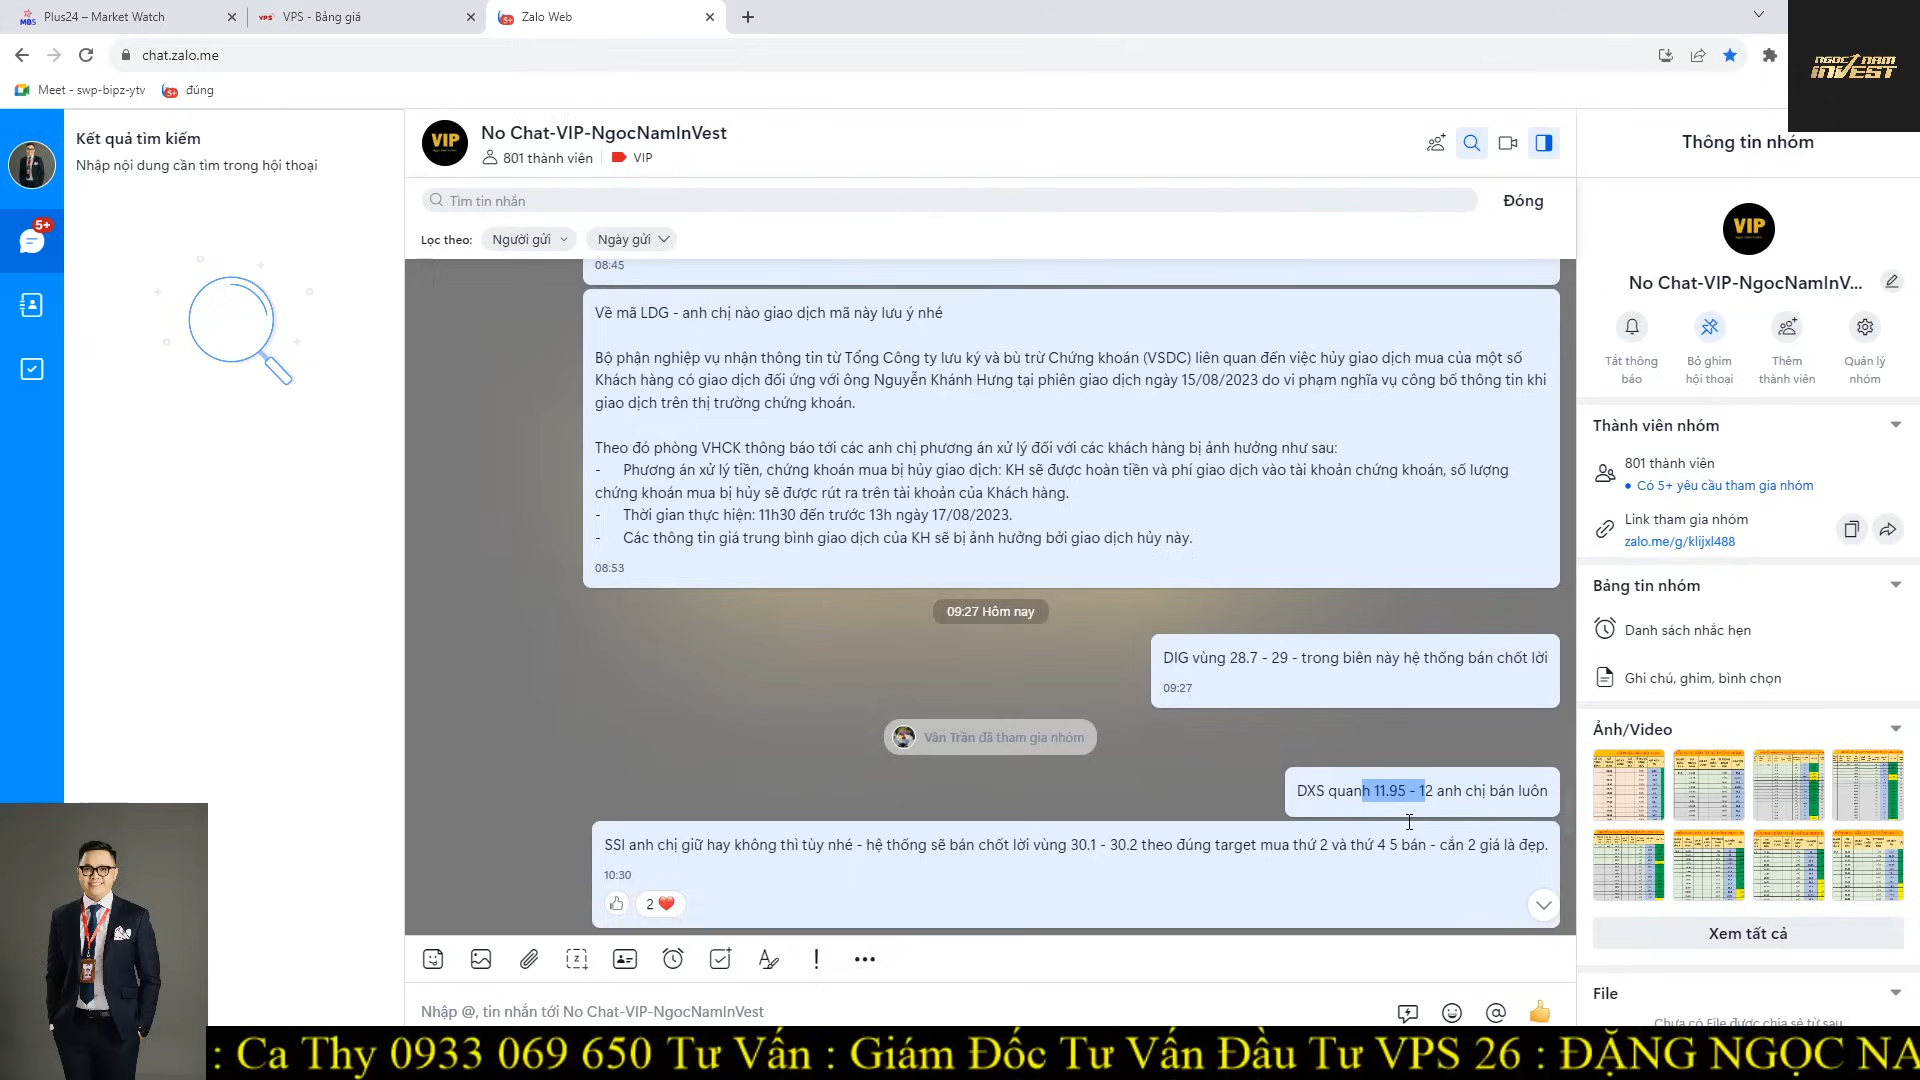 Plus24 – Market Watch
VPS - Bảng giá
Zalo Web
chat.zalo.me
NGOC NAM
INVEST
Meet - swp-bipz-ytv
đúng
Kết quả tìm kiếm
Nhập nội dung cần tìm trong hội thoại
5+
VIP
No Chat-VIP-NgocNamInVest
801 thành viên
VIP
Tìm tin nhắn
Đóng
Lọc theo:
Người gửi
Ngày gửi
08:45
Về mã LDG - anh chị nào giao dịch mã này lưu ý nhé
Bộ phận nghiệp vụ nhận thông tin từ Tổng Công ty lưu ký và bù trừ Chứng khoán (VSDC) liên quan đến việc hủy giao dịch mua của một số
Khách hàng có giao dịch đối ứng với ông Nguyễn Khánh Hưng tại phiên giao dịch ngày 15/08/2023 do vi phạm nghĩa vụ công bố thông tin khi
giao dịch trên thị trường chứng khoán.
Theo đó phòng VHCK thông báo tới các anh chị phương án xử lý đối với các khách hàng bị ảnh hưởng như sau:
- Phương án xử lý tiền, chứng khoán mua bị hủy giao dịch: KH sẽ được hoàn tiền và phí giao dịch vào tài khoản chứng khoán, số lượng
chứng khoán mua bị hủy sẽ được rút ra trên tài khoản của Khách hàng.
- Thời gian thực hiện: 11h30 đến trước 13h ngày 17/08/2023.
- Các thông tin giá trung bình giao dịch của KH sẽ bị ảnh hưởng bởi giao dịch hủy này.
08:53
09:27 Hôm nay
DIG vùng 28.7 - 29 - trong biên này hệ thống bán chốt lời
09:27
Vân Trần đã tham gia nhóm
DXS quanh 11.95 - 12 anh chị bán luôn
SSI anh chị giữ hay không thì tùy nhé - hệ thống sẽ bán chốt lời vùng 30.1 - 30.2 theo đúng target mua thứ 2 và thứ 4 5 bán - cắn 2 giá là đẹp.
10:30
2
Nhập @, tin nhắn tới No Chat-VIP-NgocNamInVest
Thông tin nhóm
VIP
No Chat-VIP-NgocNamInV...
Tắt thông
báo
Bỏ ghim
hội thoại
Thêm
thành viên
Quản lý
nhóm
Thành viên nhóm
801 thành viên
Có 5+ yêu cầu tham gia nhóm
Link tham gia nhóm
zalo.me/g/klijxl488
Bảng tin nhóm
Danh sách nhắc hẹn
Ghi chú, ghim, bình chọn
Ảnh/Video
Xem tất cả
File
Chưa có File được chia sẻ từ sau
: Ca Thy 0933 069 650 Tư Vấn : Giám Đốc Tư Vấn Đầu Tư VPS 26 : ĐẶNG NGỌC NA